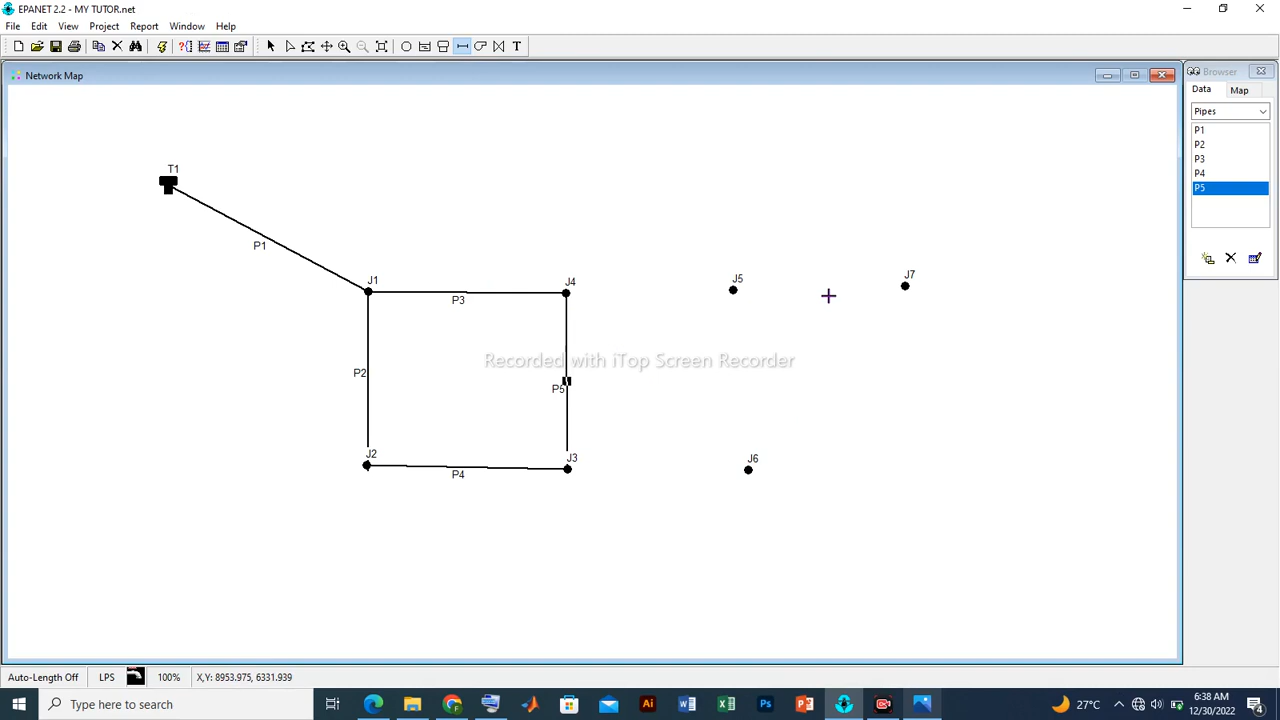 EPANET 2.2 - MY TUTOR.net
File Edit View Project Report Window Help
T
Network Map
Browser
Data Map
Pipes
P1
P2
P3
P4
P5
T1
P1
J1
J4
P3
J5
J7
P2
P5
Recorded with iTop Screen Recorder
J2
J3
P4
J6
Auto-Length Off LPS 100% X,Y: 8953.975, 6331.939
Type here to search
Ai
Ps
27°C
6:38 AM
12/30/2022
4